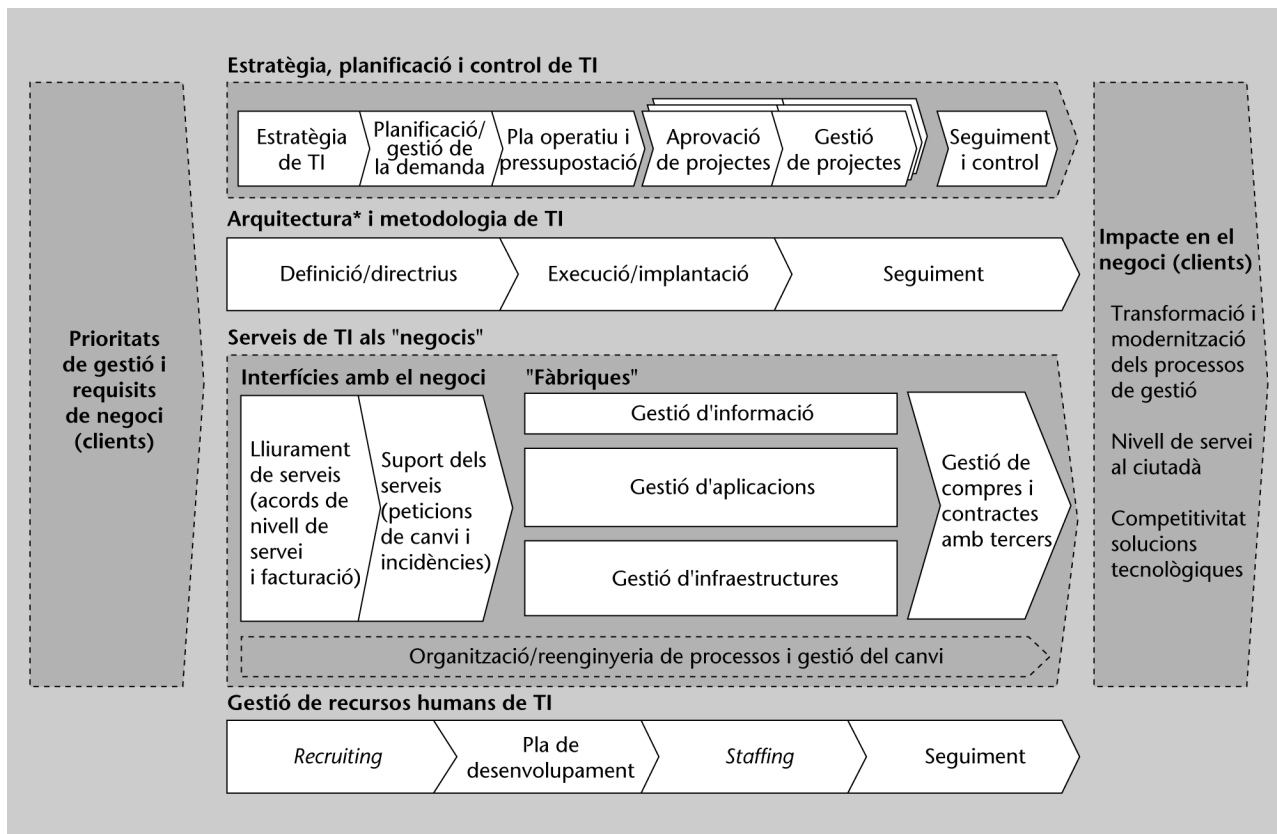 Estratègia, planificació i control de TI
Estratègia
de TI
Planificació/
gestió de
la demanda
Pla operatiu i
pressupostació
Aprovació
de projectes
Gestió
de projectes
Seguiment
i control
Arquitectura* i metodologia de TI
Definició/directrius
Execució/implantació
Seguiment
Prioritats
de gestió i
requisits
de negoci
(clients)
Serveis de TI als "negocis"
Interfícies amb el negoci
Lliurament
de serveis
(acords de
nivell de
servei
i facturació)
Suport dels
serveis
(peticions
de canvi i
incidències)
"Fàbriques"
Gestió d'informació
Gestió d'aplicacions
Gestió d'infraestructures
Gestió de
compres i
contractes
amb tercers
Organització/reenginyeria de processos i gestió del canvi
Gestió de recursos humans de TI
Recruiting
Pla de
desenvolupament
Staffing
Seguiment
Impacte en el
negoci (clients)
Transformació i
modernització
dels processos
de gestió
Nivell de servei
al ciutadà
Competitivitat
solucions
tecnològiques